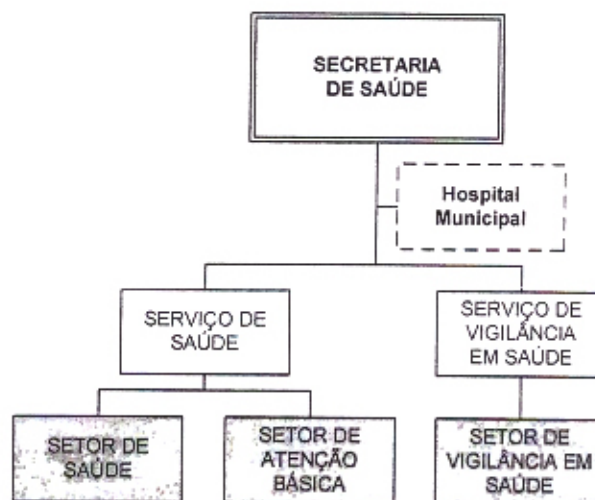 SECRETARIA
DE SAÚDE
Hospital
Municipal
SERVIÇO DE
SAÚDE
SERVIÇO DE
VIGILÂNCIA
EM SAÚDE
SETOR DE
SAÚDE
SETOR DE
ATENÇÃO
BÁSICA
SETOR DE
VIGILÂNCIA EM
SAÚDE